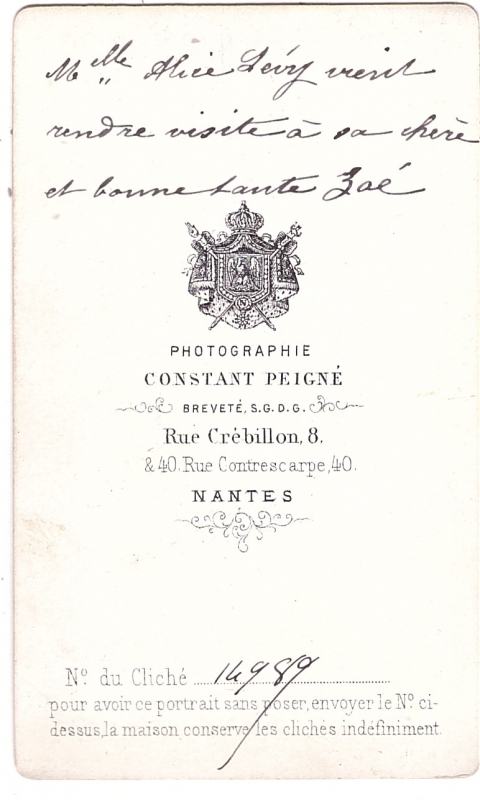 Mlle Alice Lévy vient
rendre visite à sa chère
et bonne tante Zoé
N
PHOTOGRAPHIE
CONSTANT PEIGNÉ
BREVETÉ, S.G.D.G.
Rue Crébillon, 8.
& 40. Rue Contrescarpe, 40.
NANTES
No. du Cliché 14989
pour avoir ce portrait sans poser, envoyer le No. ci-
dessus, la maison conserve les clichés indéfiniment.